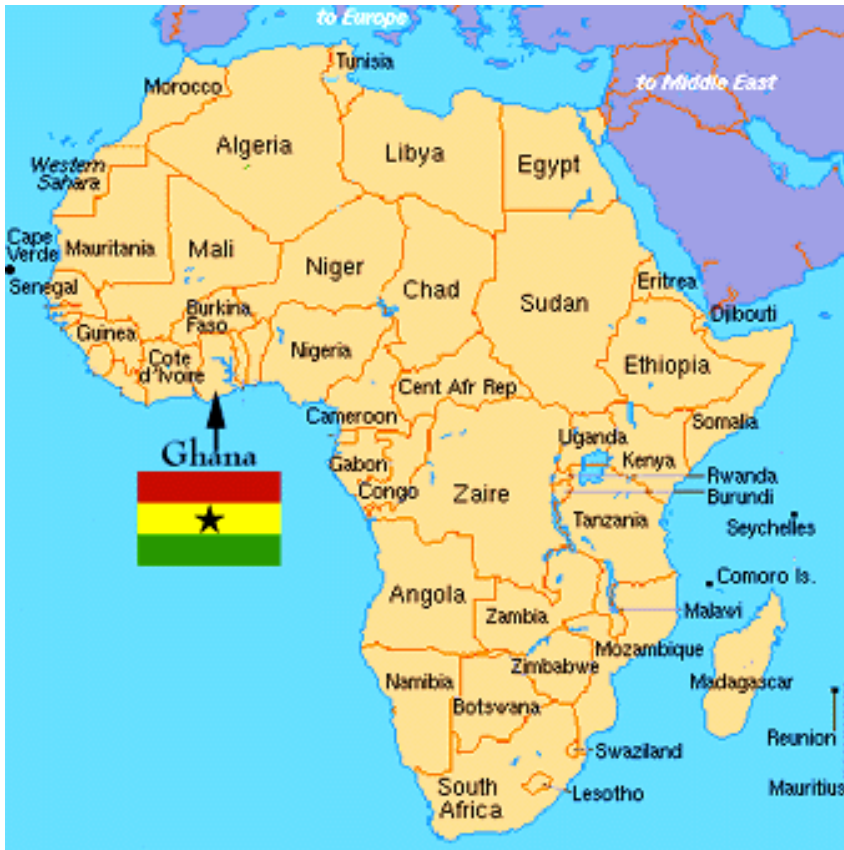 to Europe
Tunisia
to Middle East
Morocco
Algeria
Libya
Egypt
Western
Sahara
Cape
Verde
Mauritania
Mali
Niger
Chad
Sudan
Eritrea
Senegal
Djibouti
Burkina
Faso
Guinea
Nigeria
Cote
d'Ivoire
Ethiopia
Cent Afr Rep
Cameroon
Somalia
Uganda
Ghana
Kenya
Gabon
Rwanda
Congo
Zaire
Burundi
Tanzania
Seychelles
Comoro Is.
Angola
Malawi
Zambia
Mozambique
Zimbabwe
Namibia
Madagascar
Botswana
Reunion
Swaziland
South
Africa
Lesotho
Mauritius